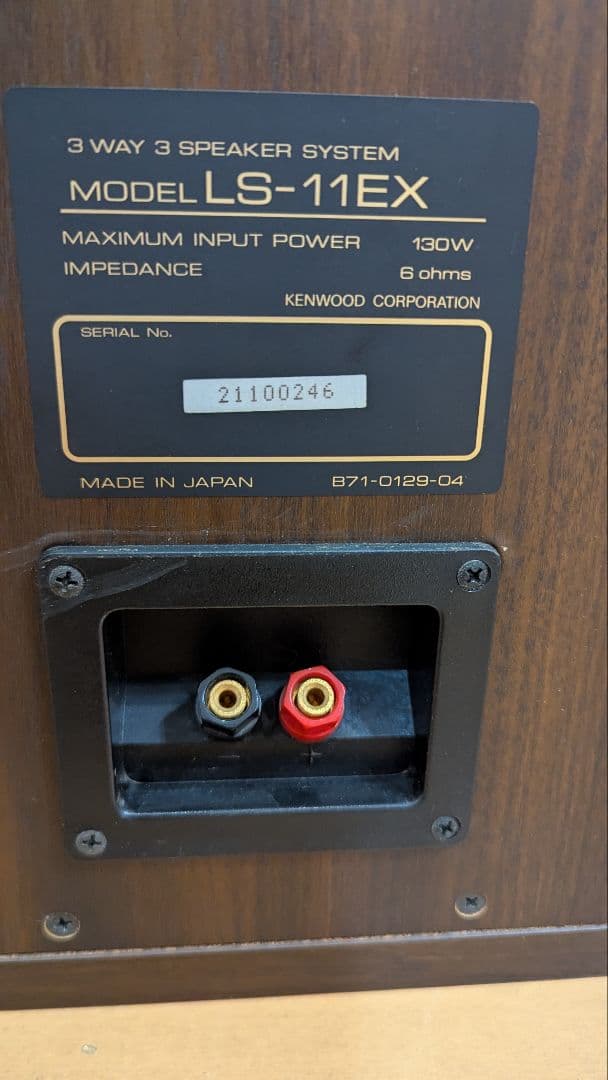 3 WAY 3 SPEAKER SYSTEM
MODEL LS-11EX
MAXIMUM INPUT POWER 130W
IMPEDANCE 6 ohms
KENWOOD CORPORATION
SERIAL No.
21100246
MADE IN JAPAN B71-0129-04
- +